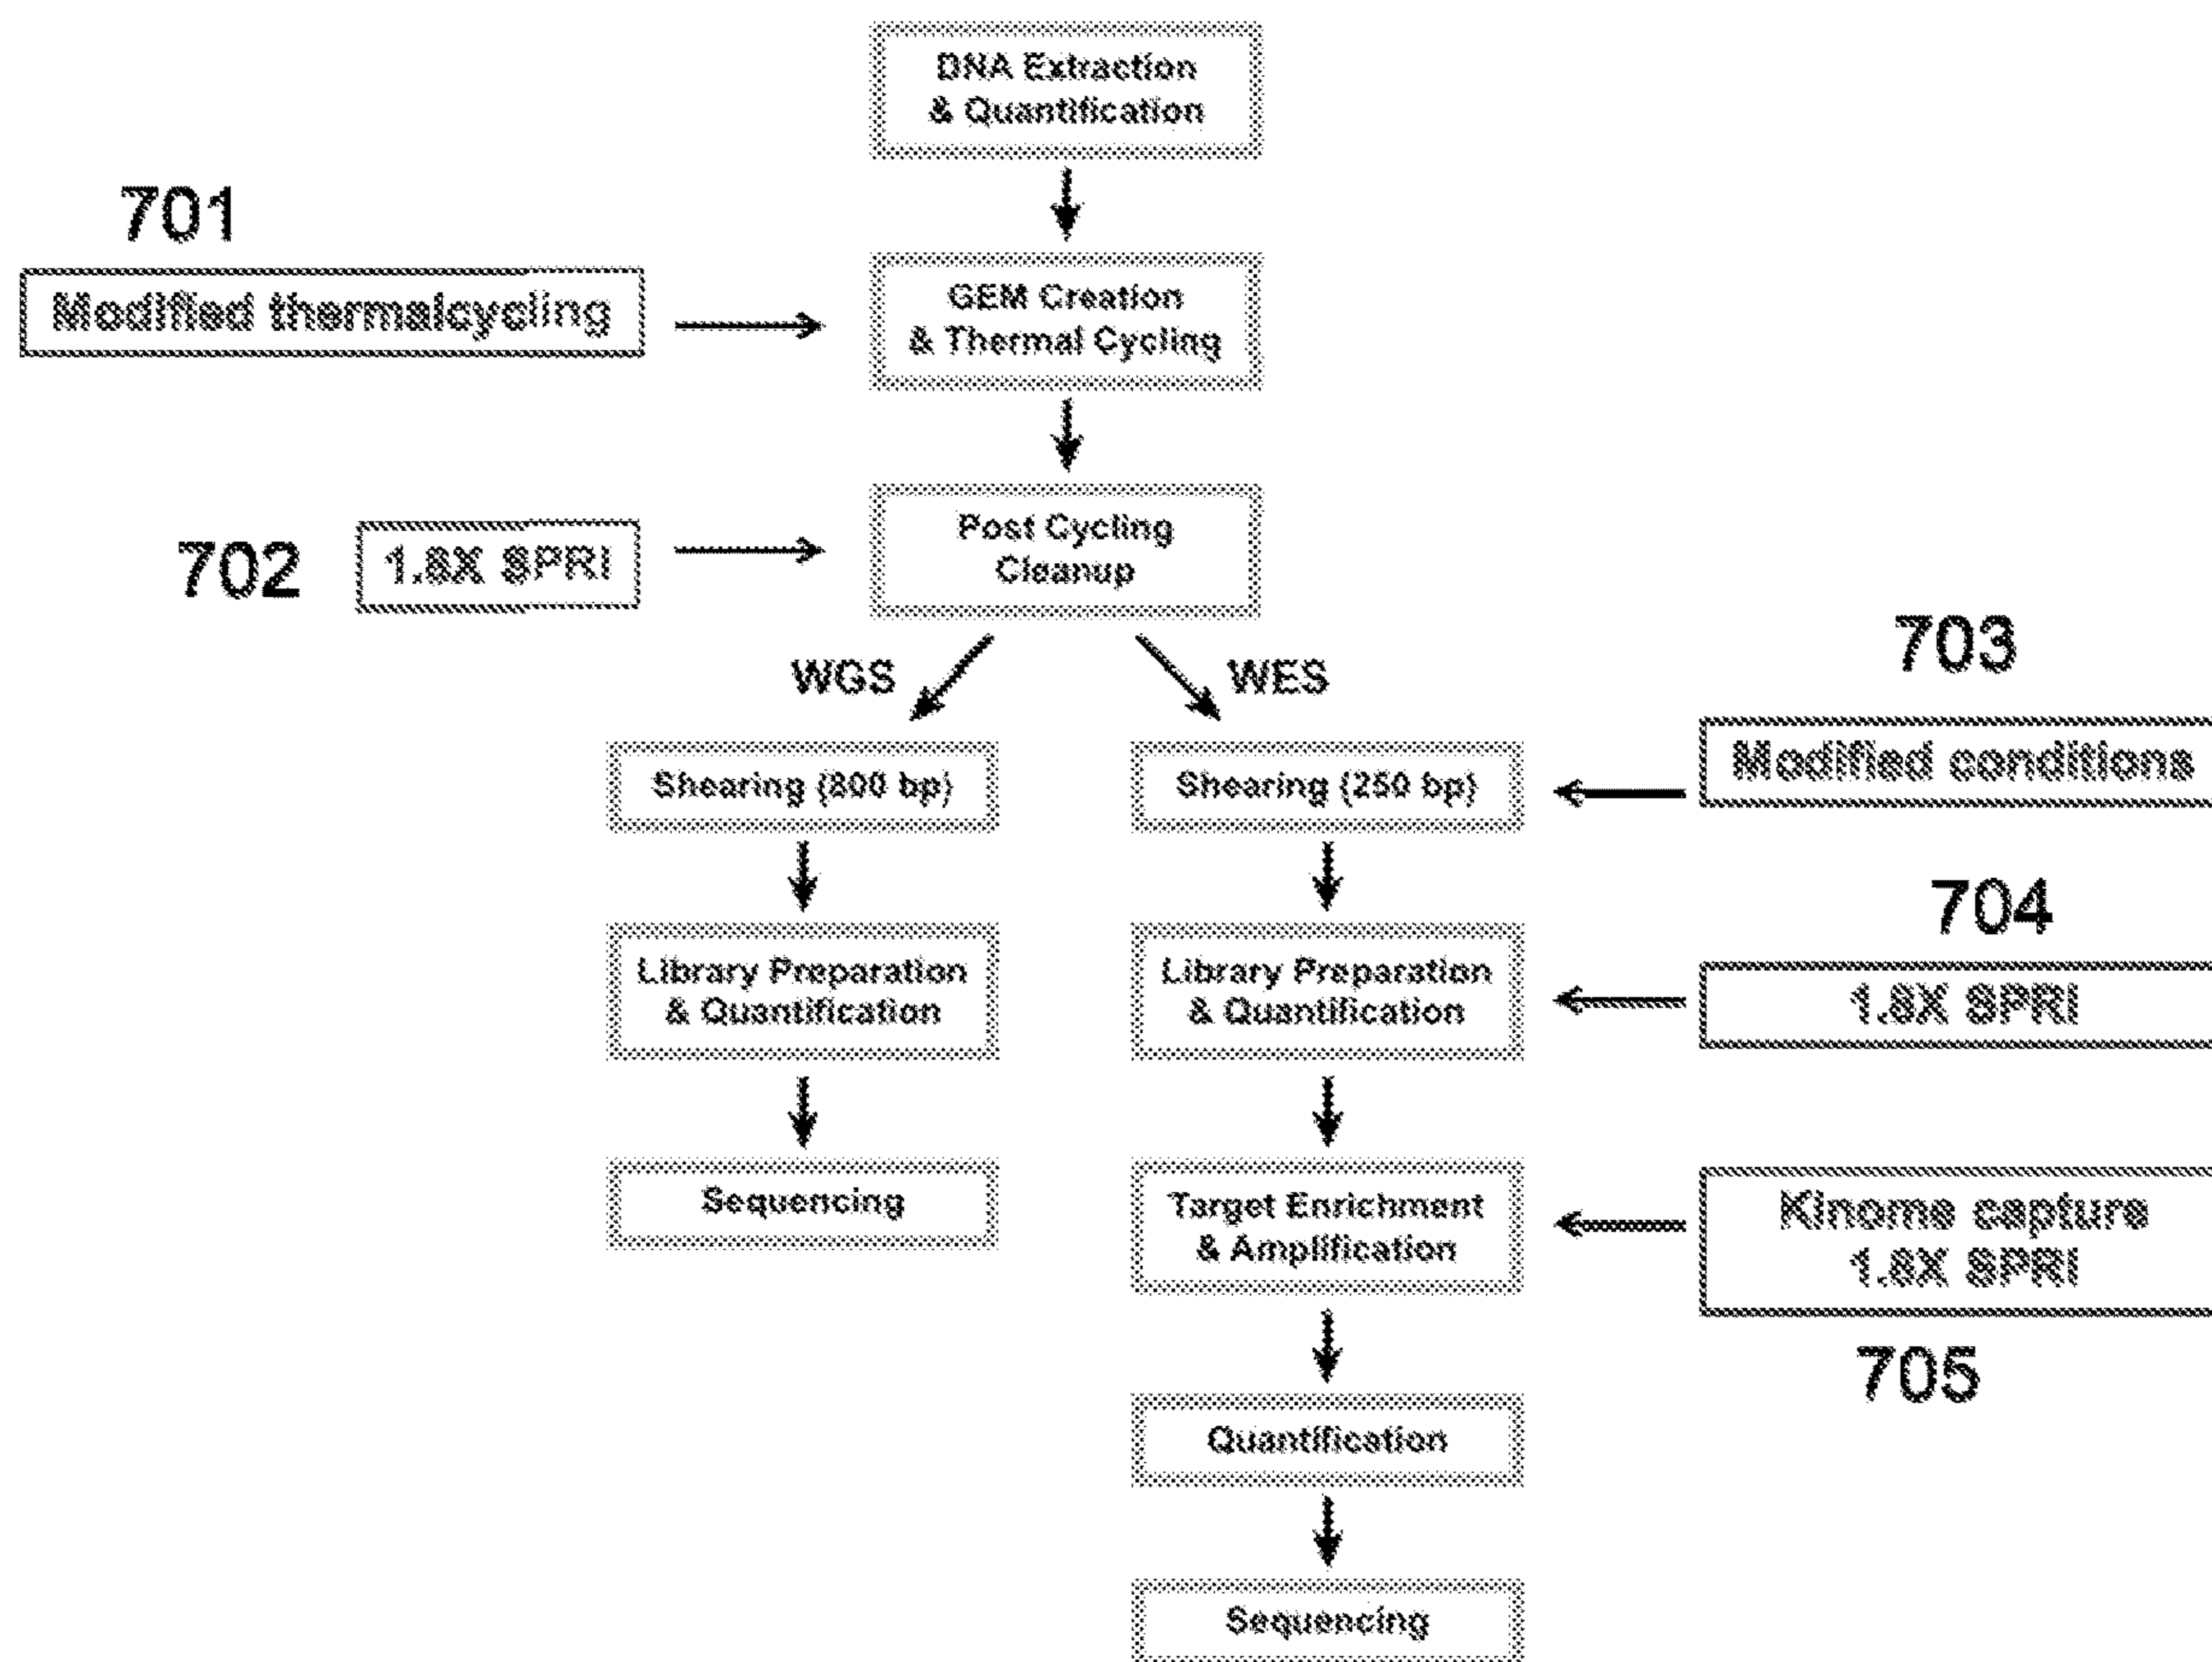 DNA Extraction
& Quantification
701
Modified thermalcycling
GEM Creation
& Thermal Cycling
702
1.8X SPRI
Post Cycling
Cleanup
WGS
WES
703
Modified conditions
Shearing (800 bp)
Shearing (250 bp)
704
1.8X SPRI
Library Preparation
& Quantification
Library Preparation
& Quantification
Kinome capture
1.8X SPRI
705
Sequencing
Target Enrichment
& Amplification
Quantification
Sequencing